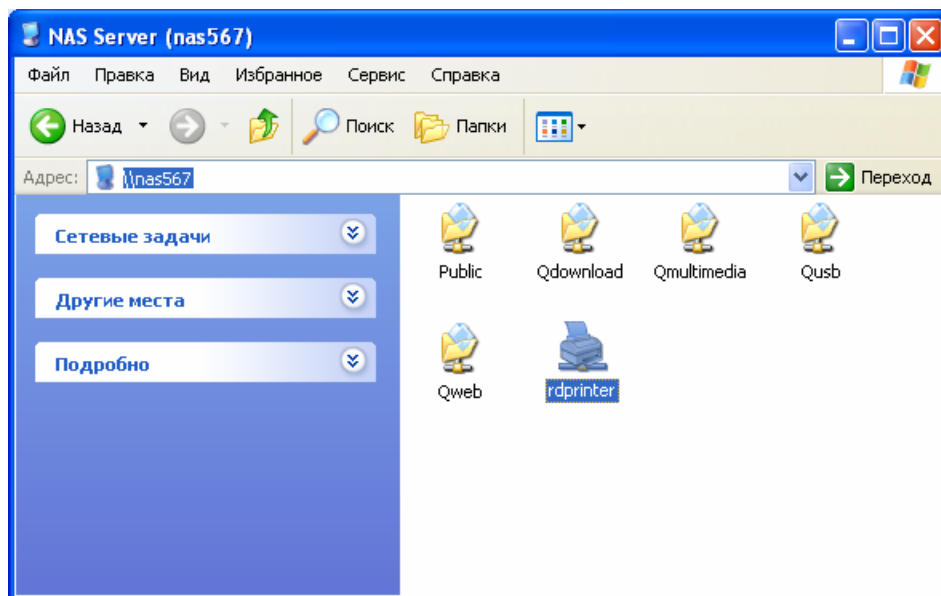 NAS Server (nas567)
Файл Правка Вид Избранное Сервис Справка
Назад Поиск Папки
Адрес: \\nas567 Переход
Сетевые задачи
Другие места
Подробно
Public Qdownload Qmultimedia Qusb
Qweb rdprinter